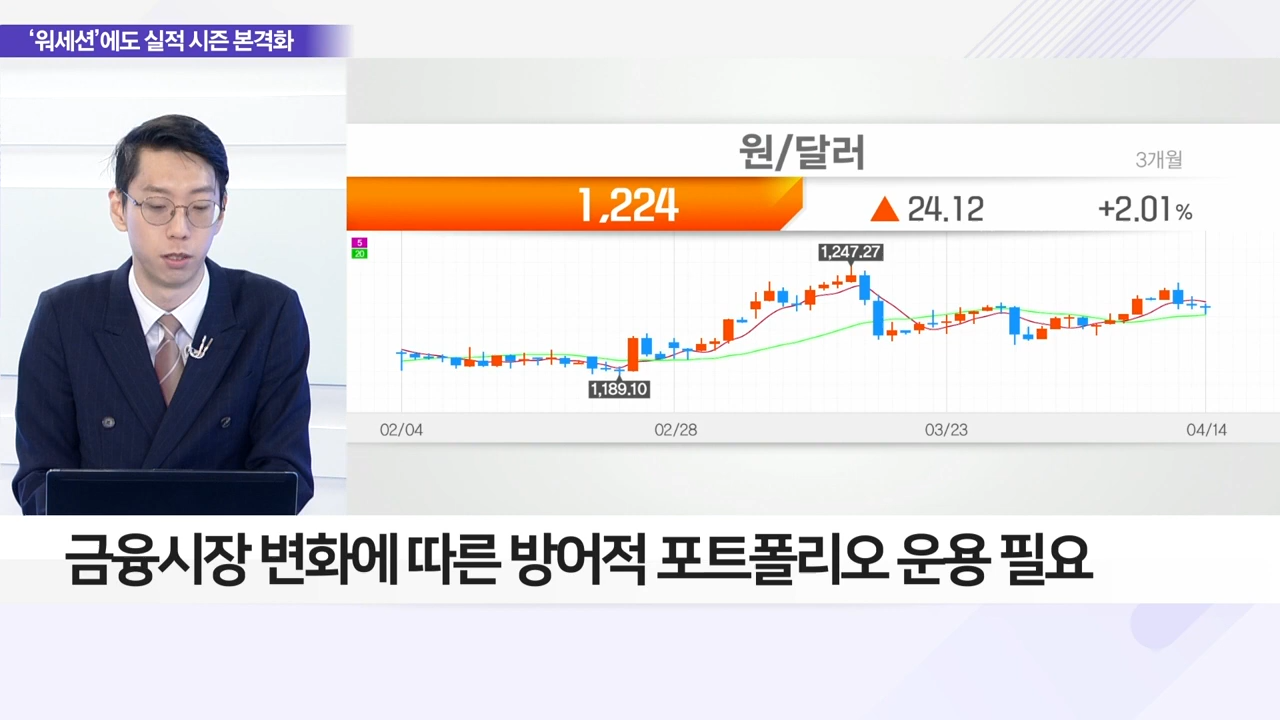 ‘워세션’에도 실적 시즌 본격화
원/달러
3개월
1,224
▲ 24.12
+2.01%
5
20
1,247.27
1,189.10
02/04
02/28
03/23
04/14
금융시장 변화에 따른 방어적 포트폴리오 운용 필요